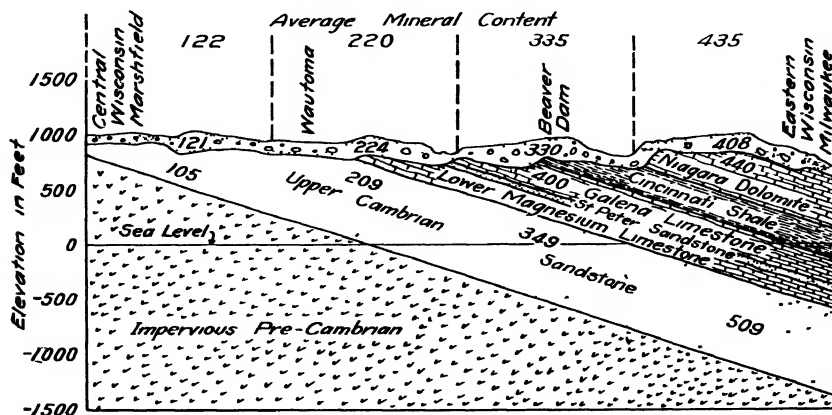 Average Mineral Content
122 220 335 435
Central Wisconsin Marshfield
Wautoma
Beaver Dam
Eastern Wisconsin Milwaukee
Elevation in Feet
1500
1000
500
0
-500
-1000
-1500
121 224 330 408
440
105
209
400
349
509
Niagara Dolomite
Cincinnati Shale
Galena Limestone
St Peter Sandstone
Lower Magnesium Limestone
Upper Cambrian
Sandstone
Sea Level
Impervious Pre-Cambrian